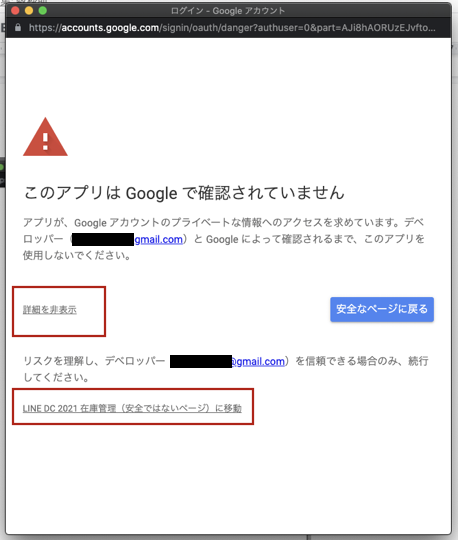 ログイン - Google アカウント
https://accounts.google.com/signin/oauth/danger?authuser=0&part=AJi8hAORUzEJvfto...
このアプリは Google で確認されていません
アプリが、Google アカウントのプライベートな情報へのアクセスを求めています。デベ
ロッパー（gmail.com）と Google によって確認されるまで、このアプリを
使用しないでください。
詳細を非表示
安全なページに戻る
リスクを理解し、デベロッパー（@gmail.com）を信頼できる場合のみ、続行
してください。
LINE DC 2021 在庫管理（安全ではないページ）に移動